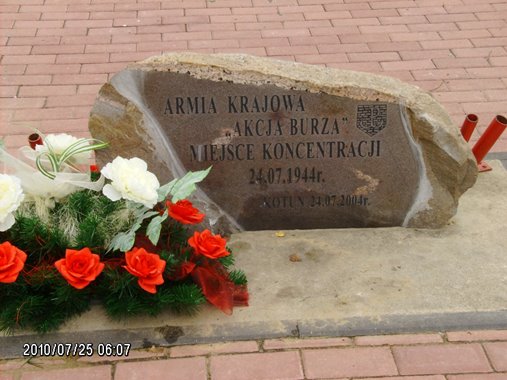 ARMIA KRAJOWA
"AKCJA BURZA"
MIEJSCE KONCENTRACJI
24.07.1944r.
KOTUŃ 24.07.2004r.
2010/07/25 06:07